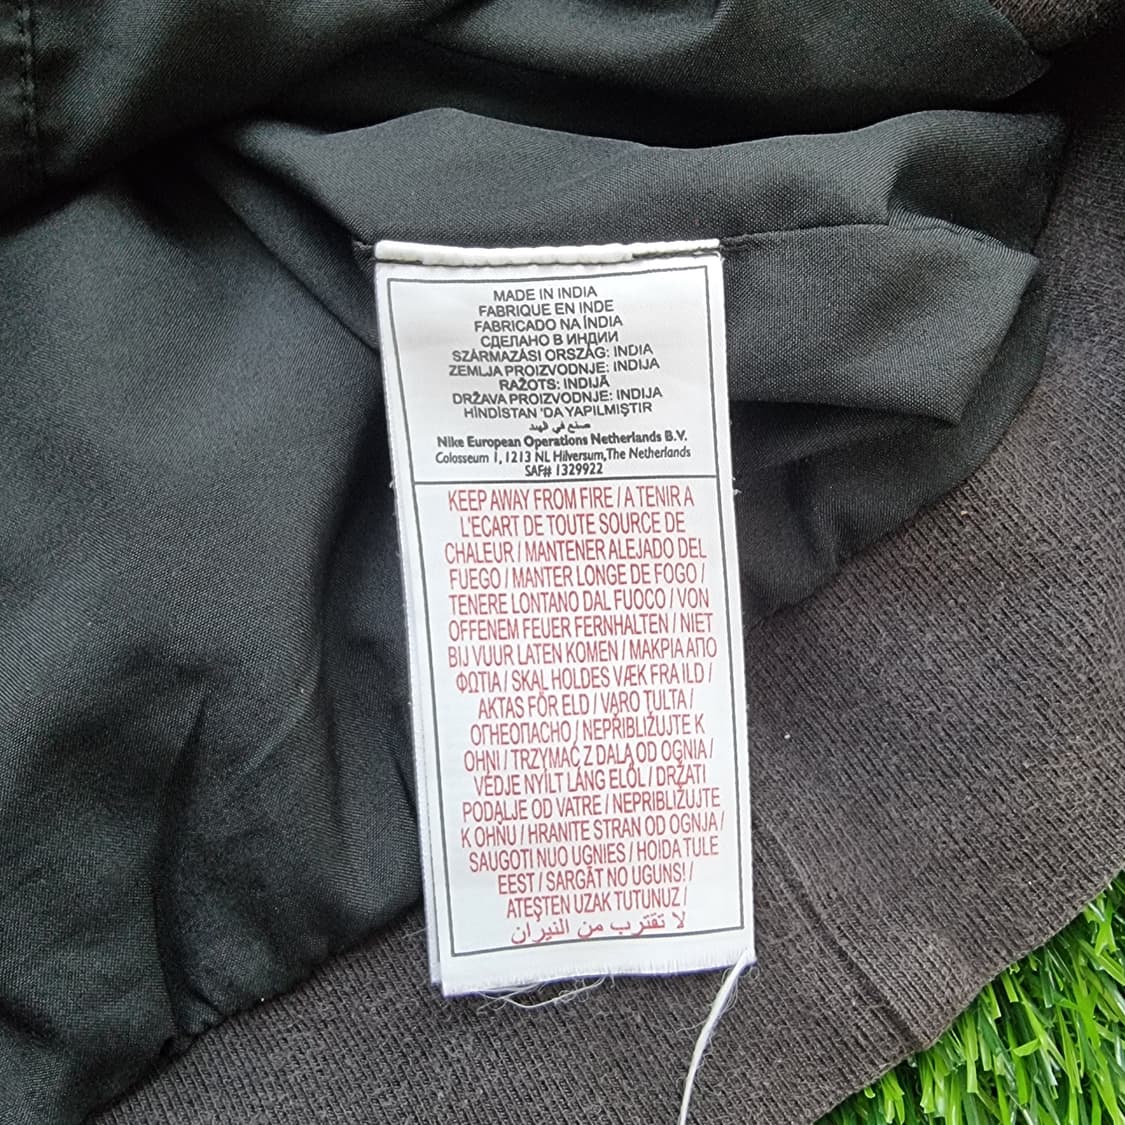 MADE IN INDIA
FABRIQUE EN INDE
FABRICADO NA ÍNDIA
СДЕЛАНО В ИНДИИ
SZÁRMAZÁSI ORSZÁG: INDIA
ZEMLJA PROIZVODNJE: INDIJA
RAŽOTS: INDIJĀ
DRŽAVA PROIZVODNJE: INDIJA
HİNDİSTAN 'DA YAPILMIŞTIR
صنع في الهند
Nike European Operations Netherlands B.V.
Colosseum 1, 1213 NL Hilversum, The Netherlands
SAF# 1329922
KEEP AWAY FROM FIRE / A TENIR A
L'ECART DE TOUTE SOURCE DE
CHALEUR / MANTENER ALEJADO DEL
FUEGO / MANTER LONGE DE FOGO /
TENERE LONTANO DAL FUOCO / VON
OFFENEM FEUER FERNHALTEN / NIET
BIJ VUUR LATEN KOMEN / ΜΑΚΡΙΑ ΑΠΟ
ΦΩΤΙΑ / SKAL HOLDES VÆK FRA ILD /
AKTAS FÖR ELD / VARO TULTA /
ОГНЕОПАСНО / NEPŘIBLIŽUJTE K
OHNI / TRZYMAĆ Z DALA OD OGNIA /
VÉDJE NYÍLT LÁNG ELŐL / DRŽATI
PODALJE OD VATRE / NEPRIBLIŽUJTE
K OHŇU / HRANITE STRAN OD OGNJA /
SAUGOTI NUO UGNIES / HOIDA TULE
EEST / SARGĀT NO UGUNS! /
ATEŞTEN UZAK TUTUNUZ /
لا تقترب من النيران